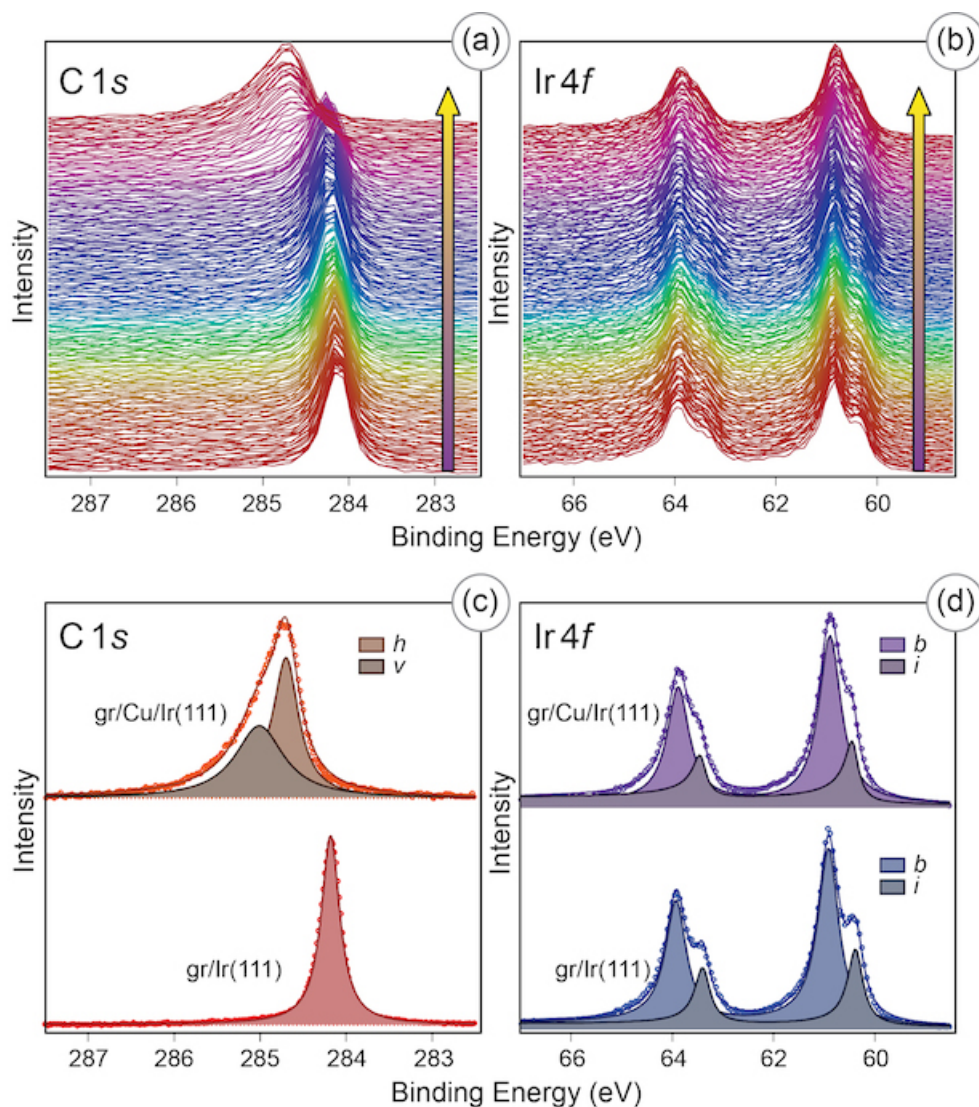 (a)
C 1s
Intensity
287 286 285 284 283
(b)
Ir 4f
Intensity
66 64 62 60
Binding Energy (eV)
(c)
C 1s
h
v
gr/Cu/Ir(111)
gr/Ir(111)
Intensity
287 286 285 284 283
(d)
Ir 4f
b
i
gr/Cu/Ir(111)
b
i
gr/Ir(111)
Intensity
66 64 62 60
Binding Energy (eV)